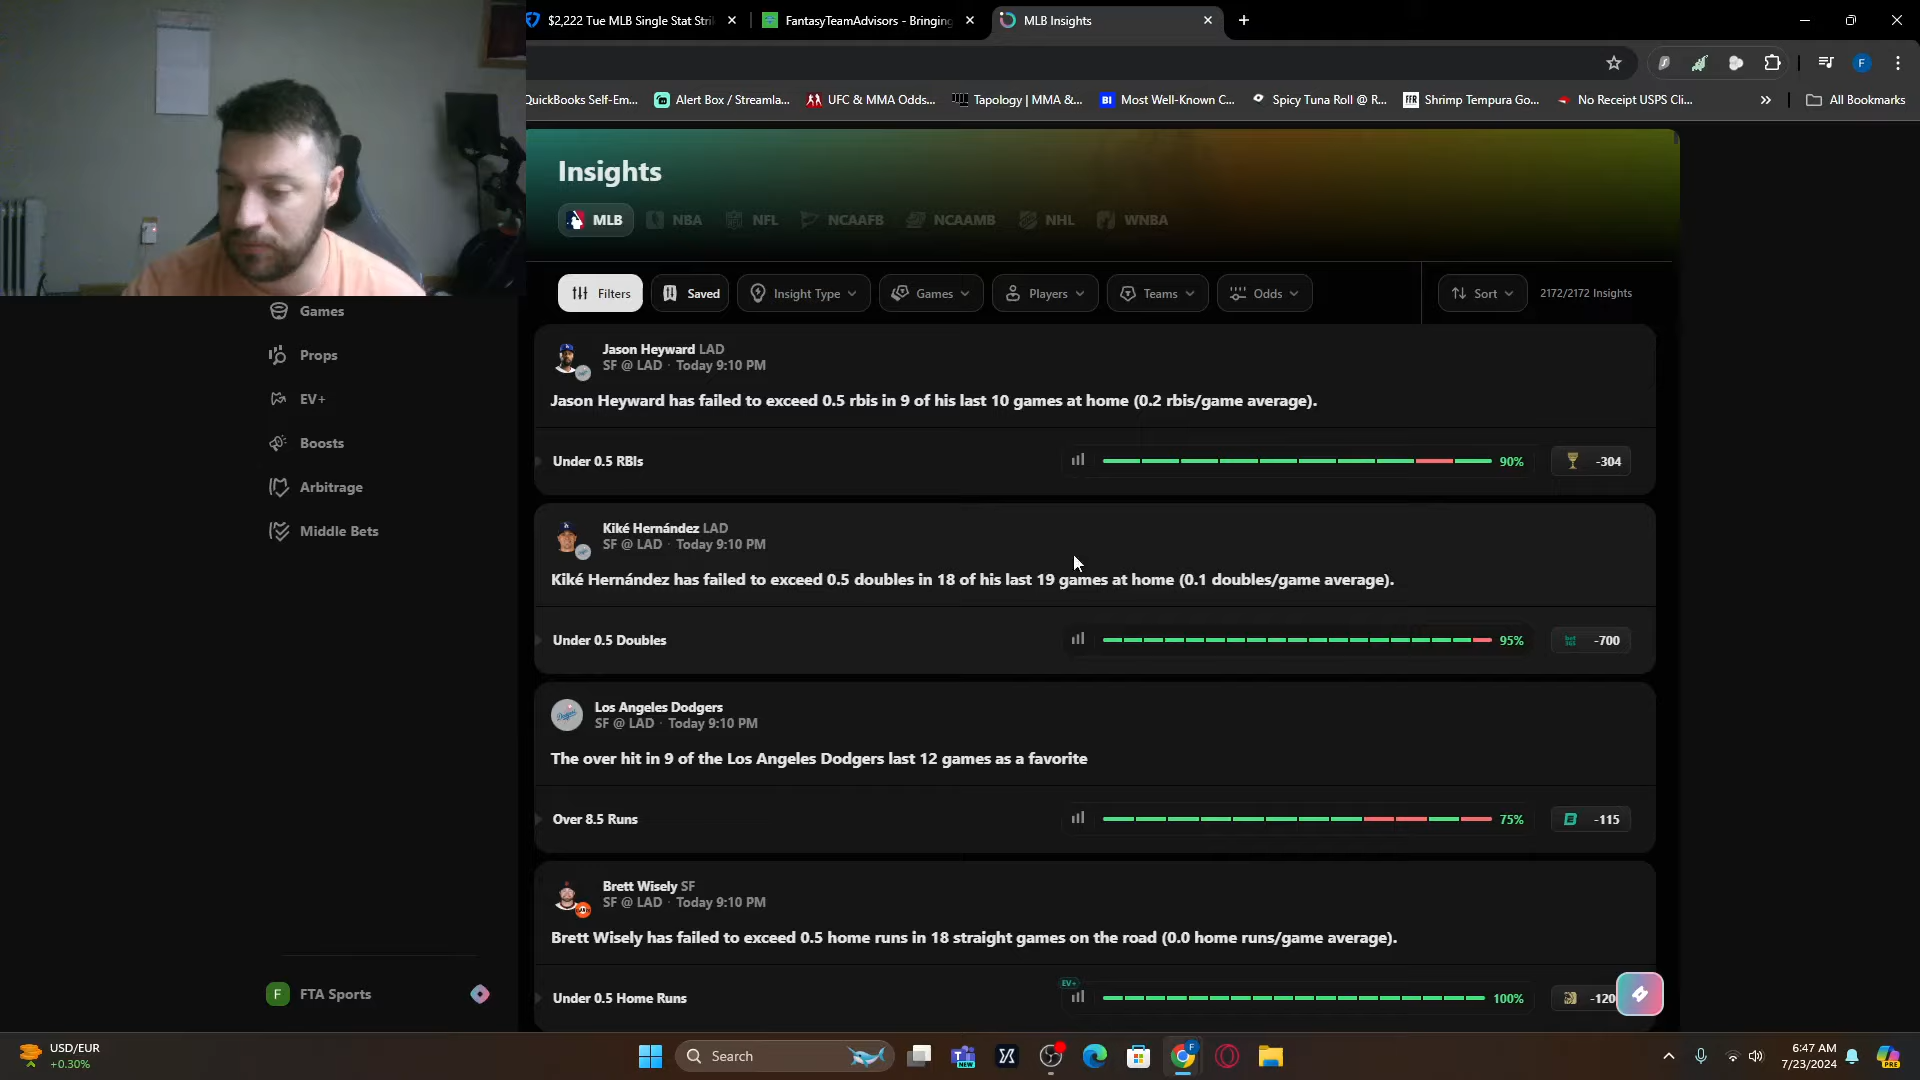 $2,222 Tue MLB Single Stat Stri
FantasyTeamAdvisors - Bringing
MLB Insights
QuickBooks Self-Em...
Alert Box / Streamla...
UFC & MMA Odds...
Tapology | MMA &...
BI
Most Well-Known C...
Spicy Tuna Roll @ R...
FFR
Shrimp Tempura Go...
No Receipt USPS Cli...
All Bookmarks
F
Insights
MLB
NBA
NFL
NCAAFB
NCAAMB
NHL
WNBA
Filters
Saved
Insight Type
Games
Players
Teams
Odds
Sort
2172/2172 Insights
Games
Props
EV+
Boosts
Arbitrage
Middle Bets
F
FTA Sports
Jason Heyward LAD
SF @ LAD · Today 9:10 PM
Jason Heyward has failed to exceed 0.5 rbis in 9 of his last 10 games at home (0.2 rbis/game average).
Under 0.5 RBIs
90%
-304
Kiké Hernández LAD
SF @ LAD · Today 9:10 PM
Kiké Hernández has failed to exceed 0.5 doubles in 18 of his last 19 games at home (0.1 doubles/game average).
Under 0.5 Doubles
95%
bet
365
-700
Los Angeles Dodgers
SF @ LAD · Today 9:10 PM
The over hit in 9 of the Los Angeles Dodgers last 12 games as a favorite
Over 8.5 Runs
75%
-115
Brett Wisely SF
SF @ LAD · Today 9:10 PM
Brett Wisely has failed to exceed 0.5 home runs in 18 straight games on the road (0.0 home runs/game average).
EV+
Under 0.5 Home Runs
100%
-120
USD/EUR
+0.30%
Search
NEW
F
6:47 AM
7/23/2024
PRE